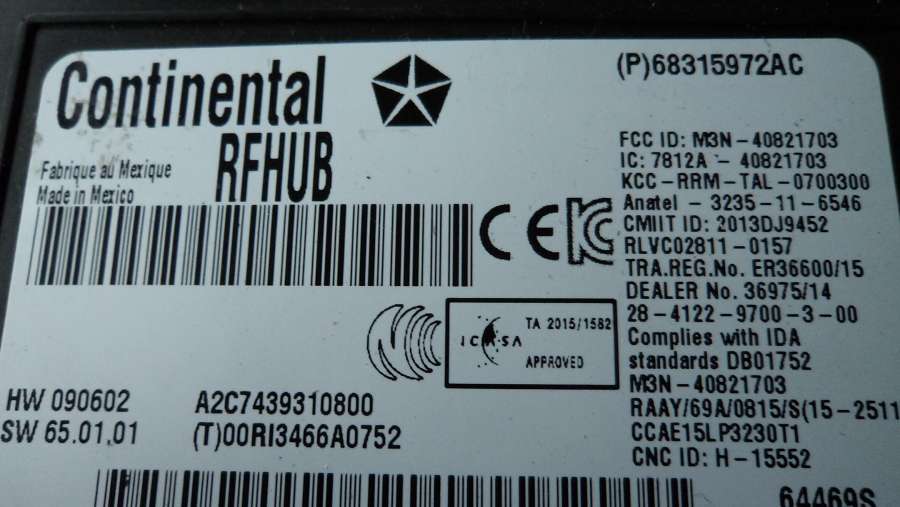 Continental
(P)68315972AC
RFHUB
Fabrique au Mexique
Made in Mexico
FCC ID: M3N-40821703
IC: 7812A - 40821703
KCC-RRM-TAL-0700300
Anatel - 3235-11-6546
CMIIT ID: 2013DJ9452
RLVC02811-0157
TRA.REG.No. ER36600/15
DEALER No. 36975/14
28-4122-9700-3-00
Complies with IDA
standards DB01752
M3N-40821703
RAAY/69A/0815/S(15-2511
CCAE15LP3230T1
CNC ID: H-15552
CE
ICASA
TA 2015/1582
APPROVED
HW 090602
A2C7439310800
SW 65.01.01
(T)00RI3466A0752
64469S